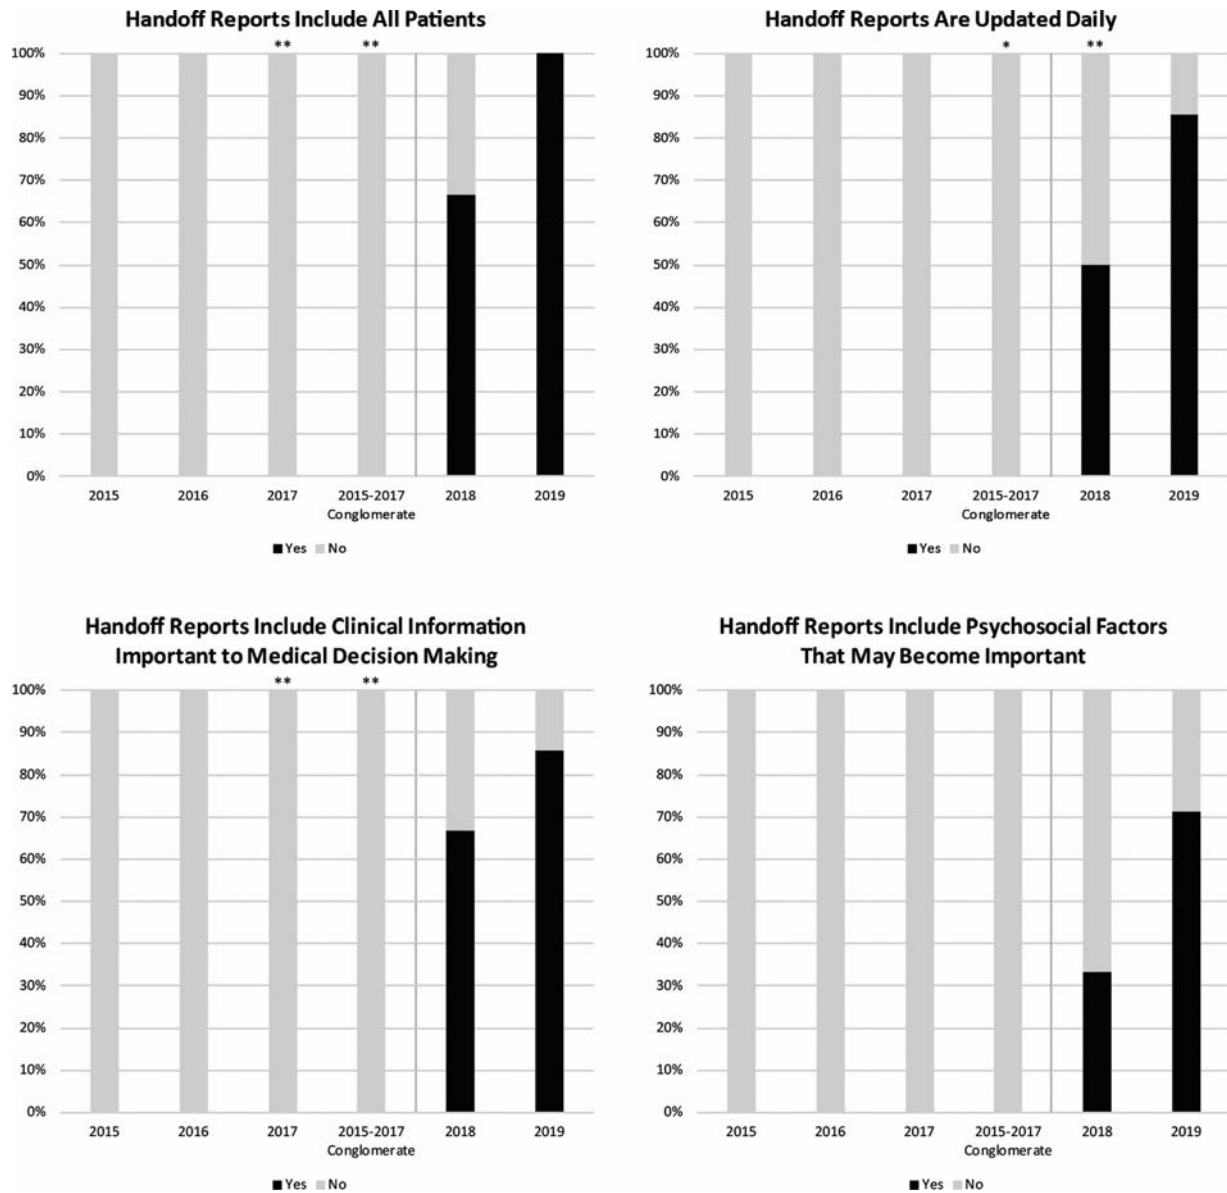 Handoff Reports Include All Patients
** **
100%
90%
80%
70%
60%
50%
40%
30%
20%
10%
0%
2015 2016 2017 2015-2017 2018 2019
Conglomerate
■ Yes ■ No
Handoff Reports Are Updated Daily
* **
100%
90%
80%
70%
60%
50%
40%
30%
20%
10%
0%
2015 2016 2017 2015-2017 2018 2019
Conglomerate
■ Yes ■ No
Handoff Reports Include Clinical Information
Important to Medical Decision Making
** **
100%
90%
80%
70%
60%
50%
40%
30%
20%
10%
0%
2015 2016 2017 2015-2017 2018 2019
Conglomerate
■ Yes ■ No
Handoff Reports Include Psychosocial Factors
That May Become Important
100%
90%
80%
70%
60%
50%
40%
30%
20%
10%
0%
2015 2016 2017 2015-2017 2018 2019
Conglomerate
■ Yes ■ No